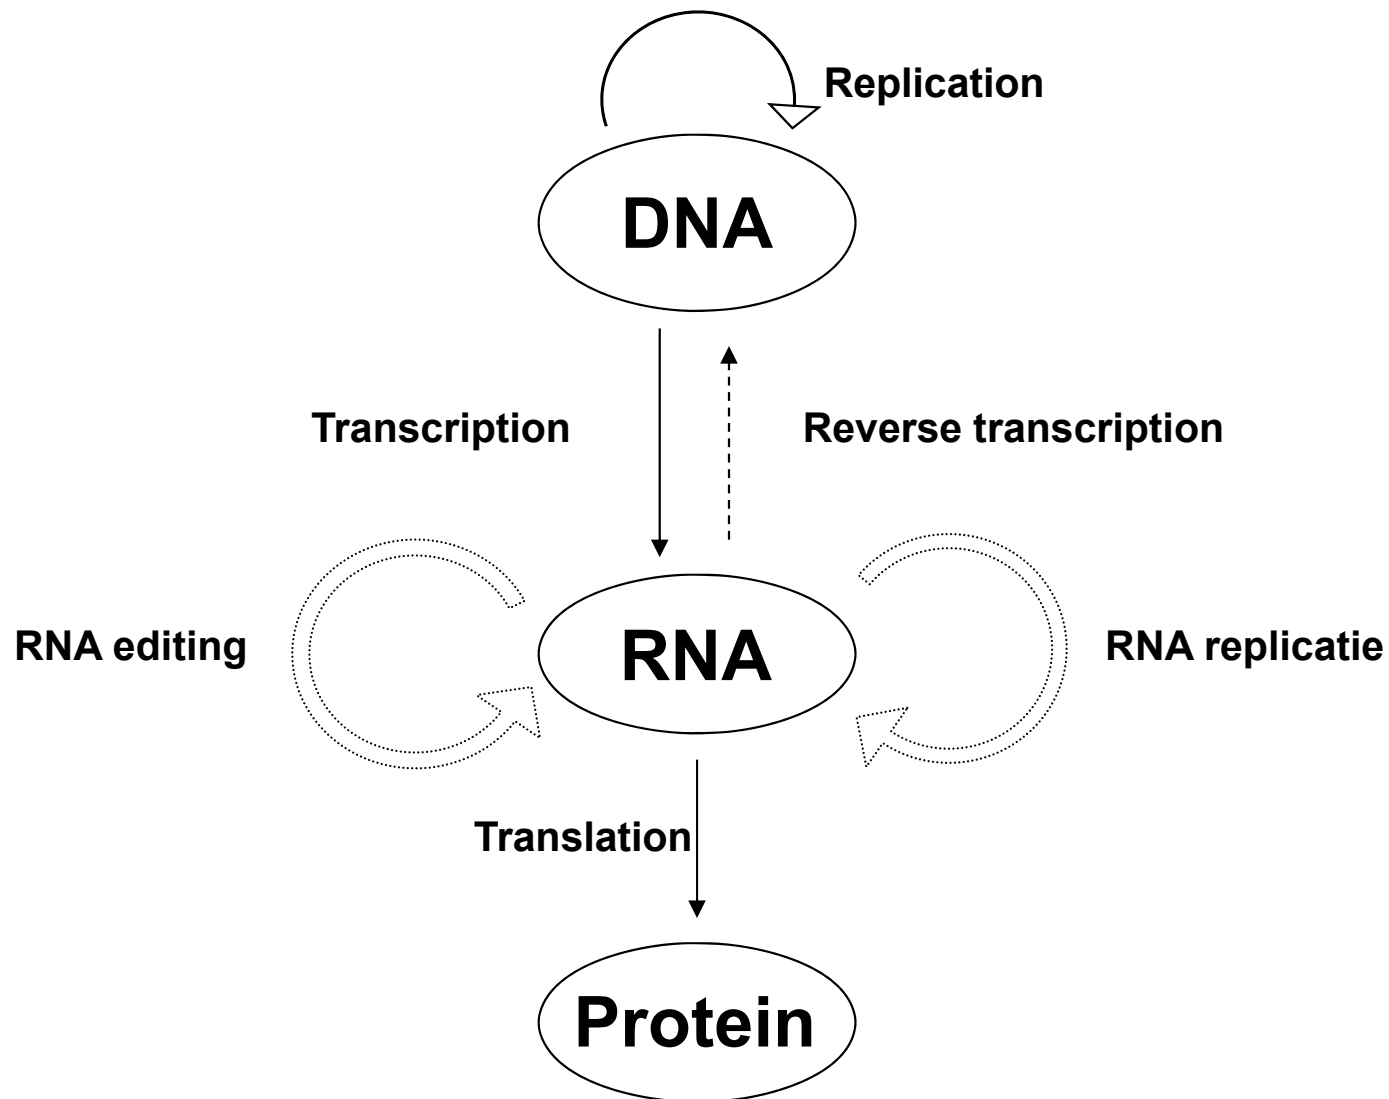 Replication
DNA
Transcription
Reverse transcription
RNA editing
RNA
RNA replicatie
Translation
Protein